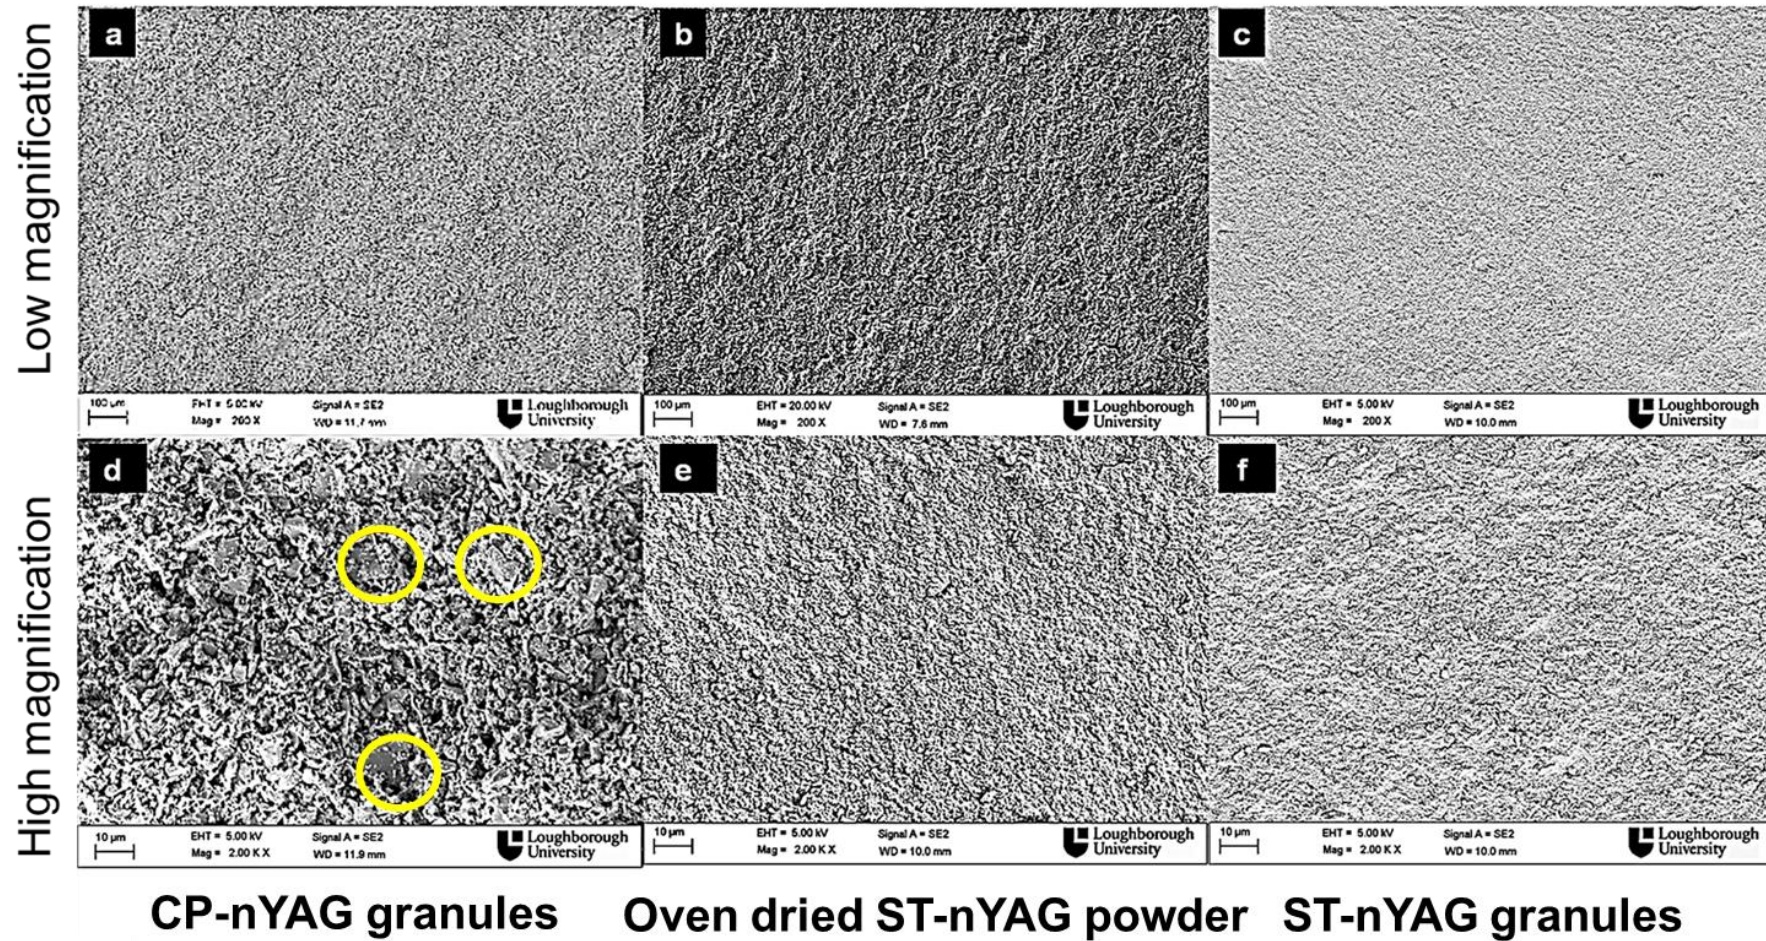 Low magnification
a
b
c
100 µm
EHT = 5.00 kV
Signal A = SE2
Mag = 200 X
WD = 11.7 mm
Loughborough
University
100 µm
EHT = 20.00 kV
Signal A = SE2
Mag = 200 X
WD = 7.6 mm
Loughborough
University
100 µm
EHT = 5.00 kV
Signal A = SE2
Mag = 200 X
WD = 10.0 mm
Loughborough
University
High magnification
d
e
f
10 µm
EHT = 5.00 kV
Signal A = SE2
Mag = 2.00 K X
WD = 11.9 mm
Loughborough
University
10 µm
EHT = 5.00 kV
Signal A = SE2
Mag = 2.00 K X
WD = 10.0 mm
Loughborough
University
10 µm
EHT = 5.00 kV
Signal A = SE2
Mag = 2.00 K X
WD = 10.0 mm
Loughborough
University
CP-nYAG granules
Oven dried ST-nYAG powder
ST-nYAG granules